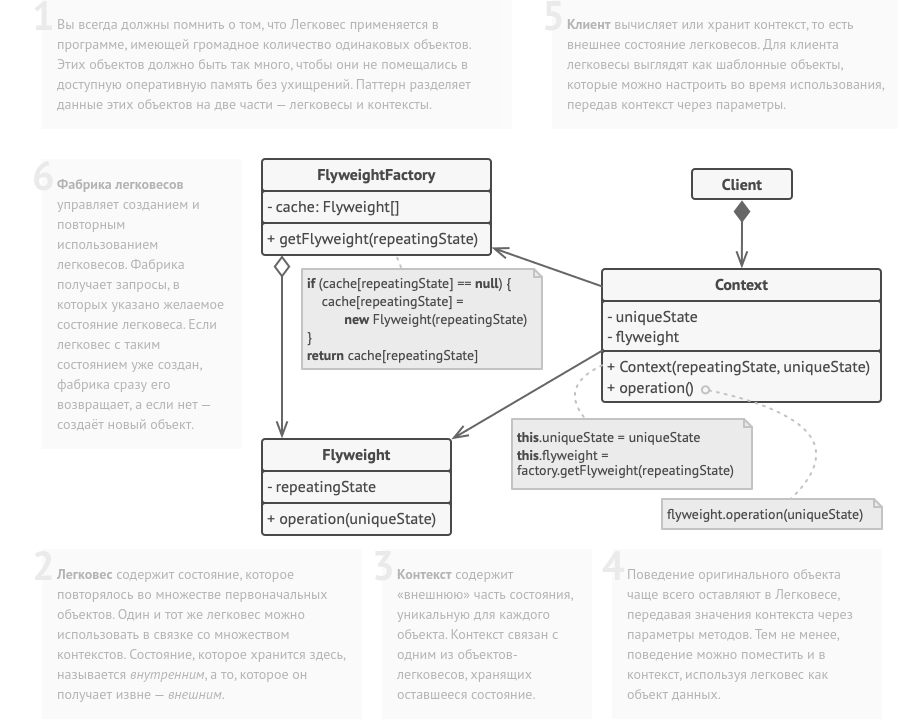 1
Вы всегда должны помнить о том, что Легковес применяется в
программе, имеющей громадное количество одинаковых объектов.
Этих объектов должно быть так много, чтобы они не помещались в
доступную оперативную память без ухищрений. Паттерн разделяет
данные этих объектов на две части — легковесы и контексты.
5
Клиент вычисляет или хранит контекст, то есть
внешнее состояние легковесов. Для клиента
легковесы выглядят как шаблонные объекты,
которые можно настроить во время использования,
передав контекст через параметры.
6
Фабрика легковесов
управляет созданием и
повторным
использованием
легковесов. Фабрика
получает запросы, в
которых указано желаемое
состояние легковеса. Если
легковес с таким
состоянием уже создан,
фабрика сразу его
возвращает, а если нет —
создаёт новый объект.
FlyweightFactory
- cache: Flyweight[]
+ getFlyweight(repeatingState)
if (cache[repeatingState] == null) {
cache[repeatingState] =
new Flyweight(repeatingState)
}
return cache[repeatingState]
Client
Context
- uniqueState
- flyweight
+ Context(repeatingState, uniqueState)
+ operation()
this.uniqueState = uniqueState
this.flyweight =
factory.getFlyweight(repeatingState)
flyweight.operation(uniqueState)
Flyweight
- repeatingState
+ operation(uniqueState)
2
Легковес содержит состояние, которое
повторялось во множестве первоначальных
объектов. Один и тот же легковес можно
использовать в связке со множеством
контекстов. Состояние, которое хранится здесь,
называется внутренним, а то, которое он
получает извне — внешним.
3
Контекст содержит
«внешнюю» часть состояния,
уникальную для каждого
объекта. Контекст связан с
одним из объектов-
легковесов, хранящих
оставшееся состояние.
4
Поведение оригинального объекта
чаще всего оставляют в Легковесе,
передавая значения контекста через
параметры методов. Тем не менее,
поведение можно поместить и в
контекст, используя легковес как
объект данных.